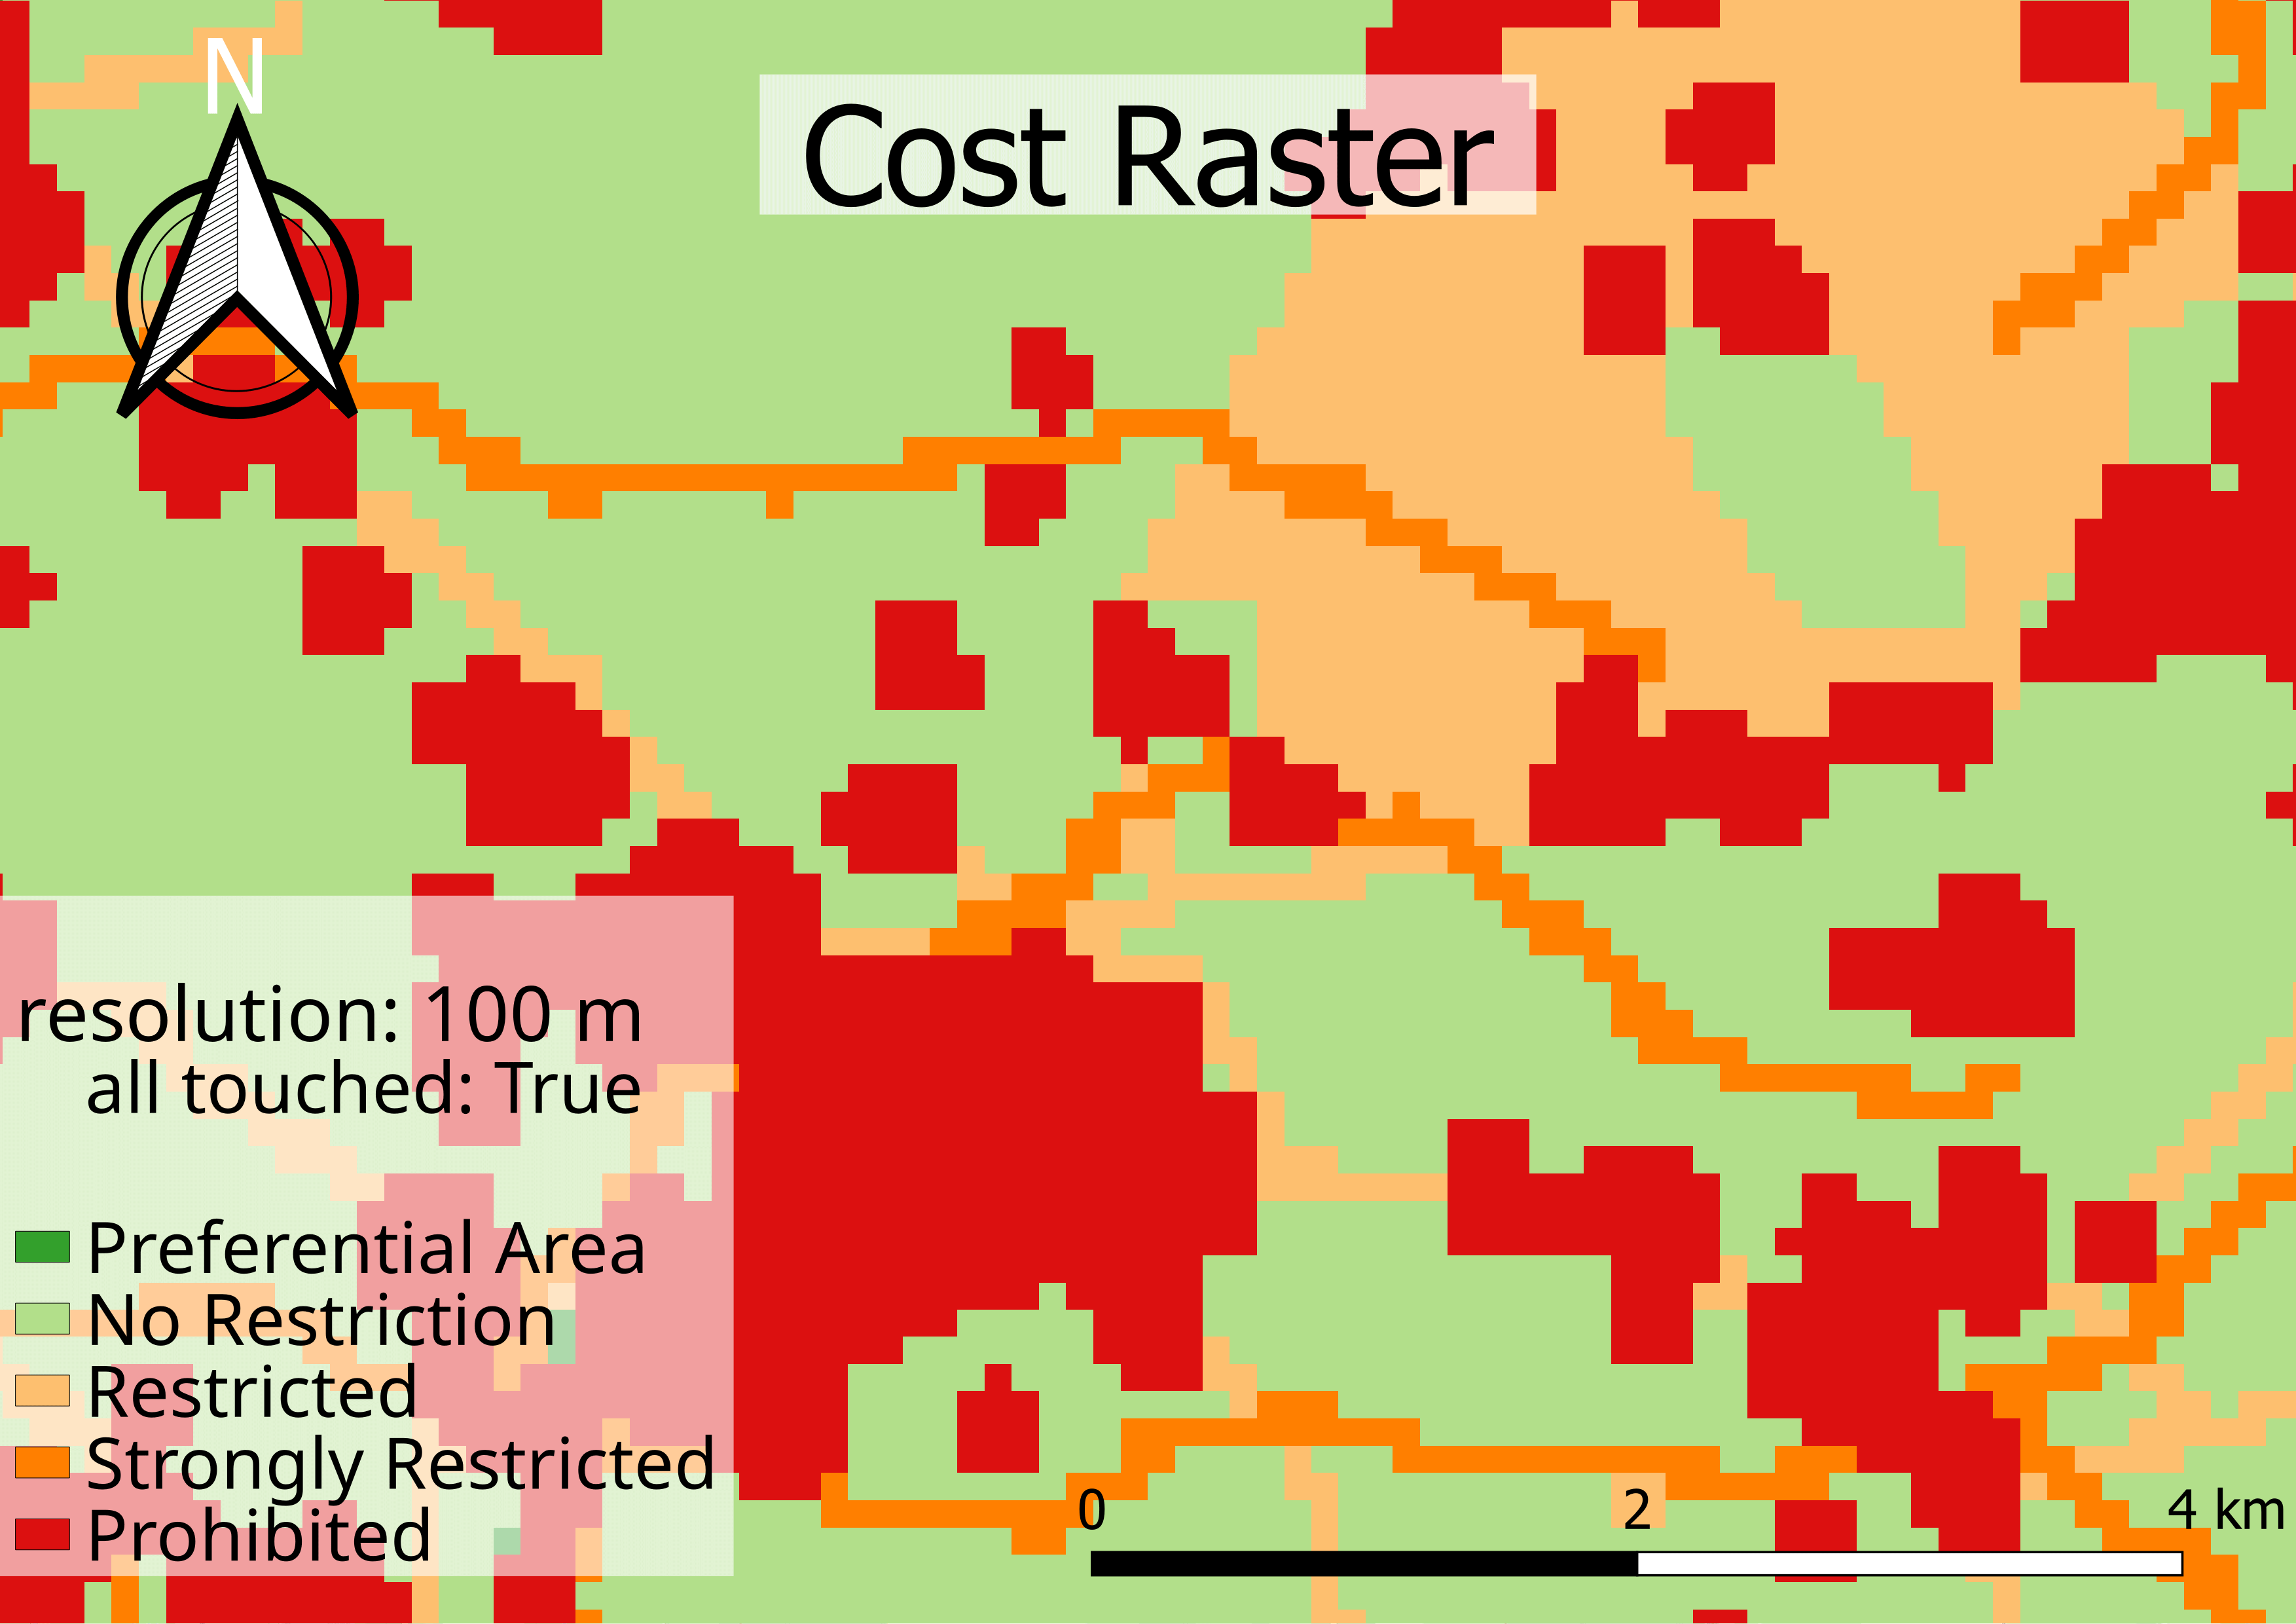 N
Cost Raster
resolution: 100 m
all touched: True
Preferential Area
No Restriction
Restricted
Strongly Restricted
Prohibited
0 2 4 km